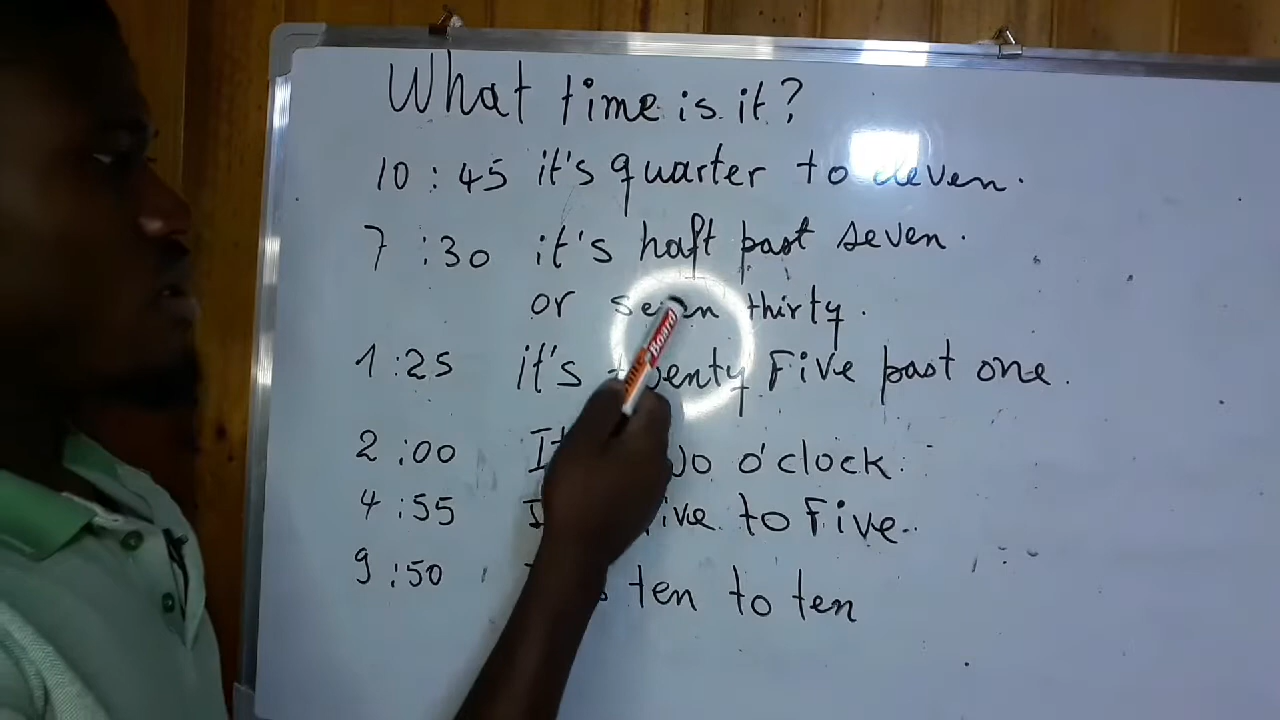 What time is it?
10:45 it's quarter to eleven.
7:30 it's haft past seven.
or seven thirty.
1:25 it's twenty Five past one.
2:00 o'clock.
4:55 to Five.
9:50 ten to ten
Board